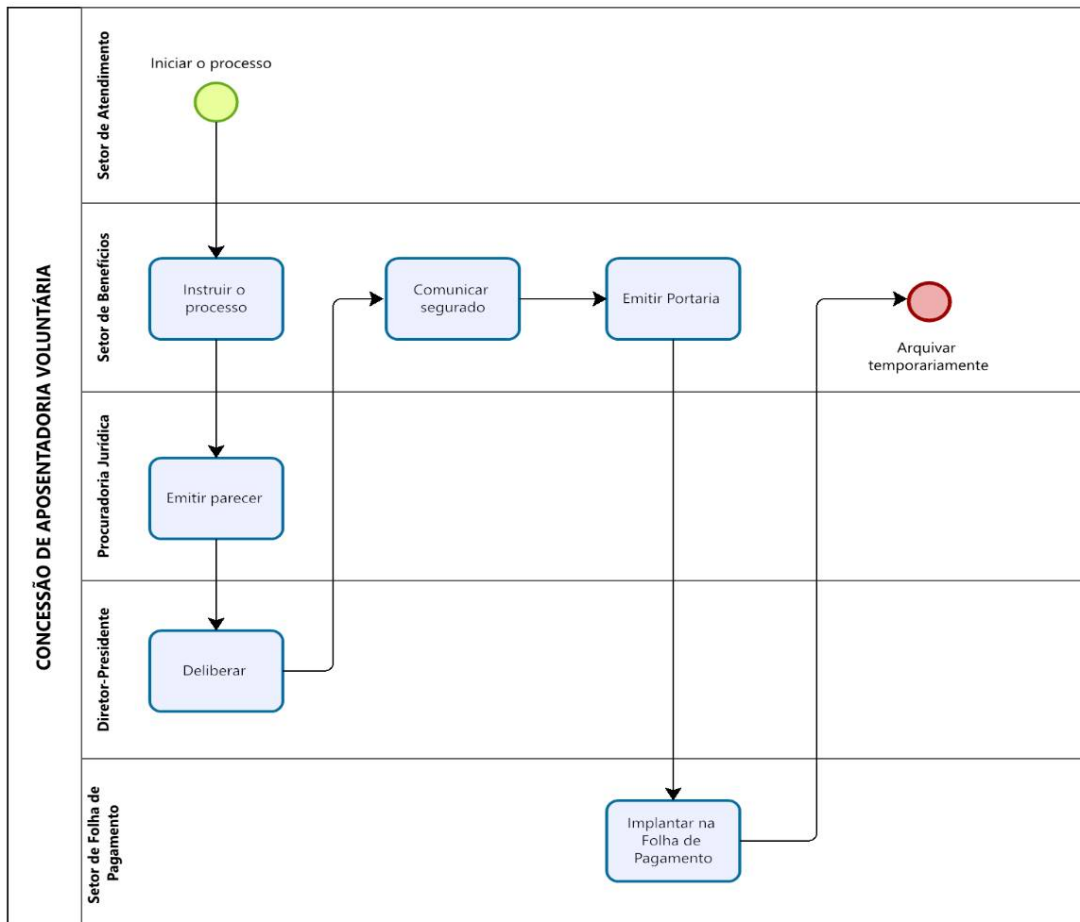 CONCESSÃO DE APOSENTADORIA VOLUNTÁRIA
Setor de Atendimento
Iniciar o processo
Setor de Benefícios
Instruir o
processo
Comunicar
segurado
Emitir Portaria
Arquivar
temporariamente
Procuradoria Jurídica
Emitir parecer
Diretor-Presidente
Deliberar
Setor de Folha de
Pagamento
Implantar na
Folha de
Pagamento